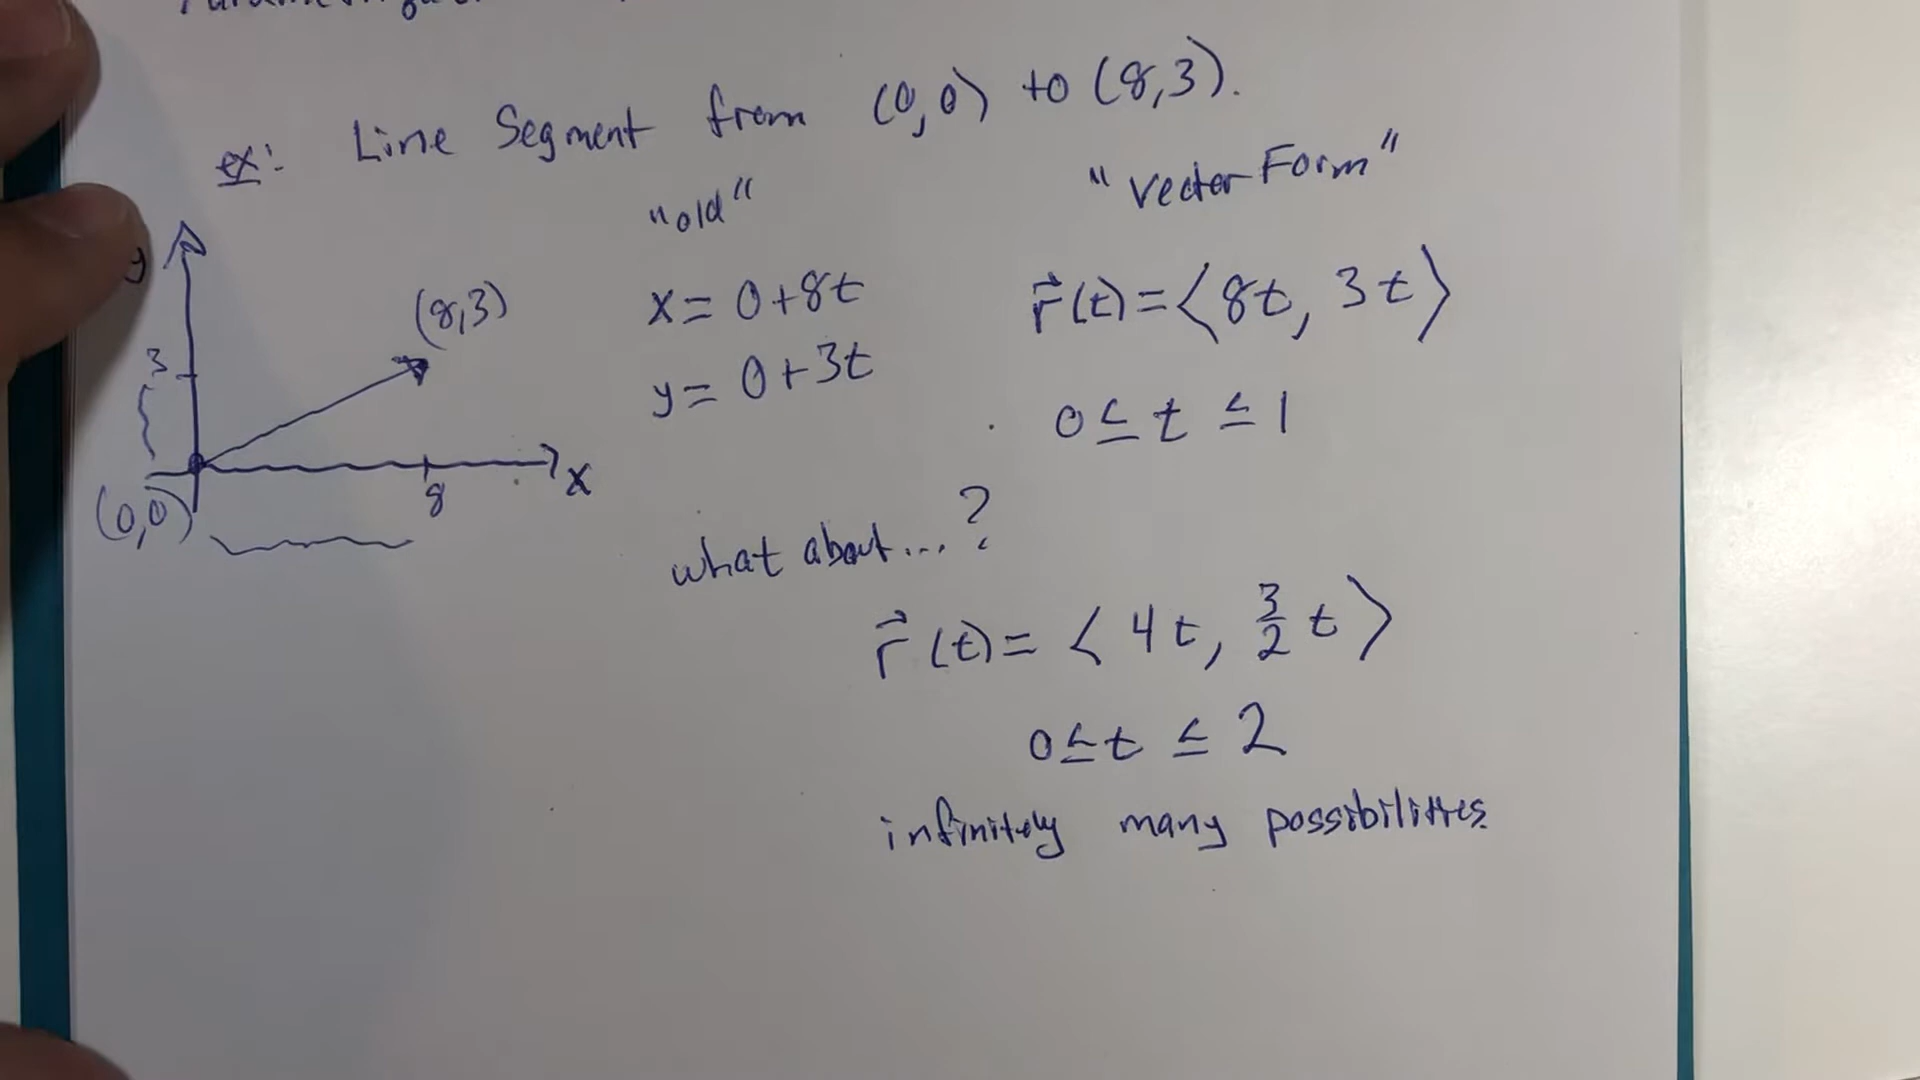 ex: Line Segment from (0,0) to (8,3).
"old"
"Vector Form"
y
(8,3)
3
(0,0)
8
x
x= 0+8t
y= 0+3t
r⃗(t)=⟨8t, 3t⟩
0≤t≤1
what about...?
r⃗(t)=⟨4t, 3/2 t⟩
0≤t≤2
infinitely many possibilities.